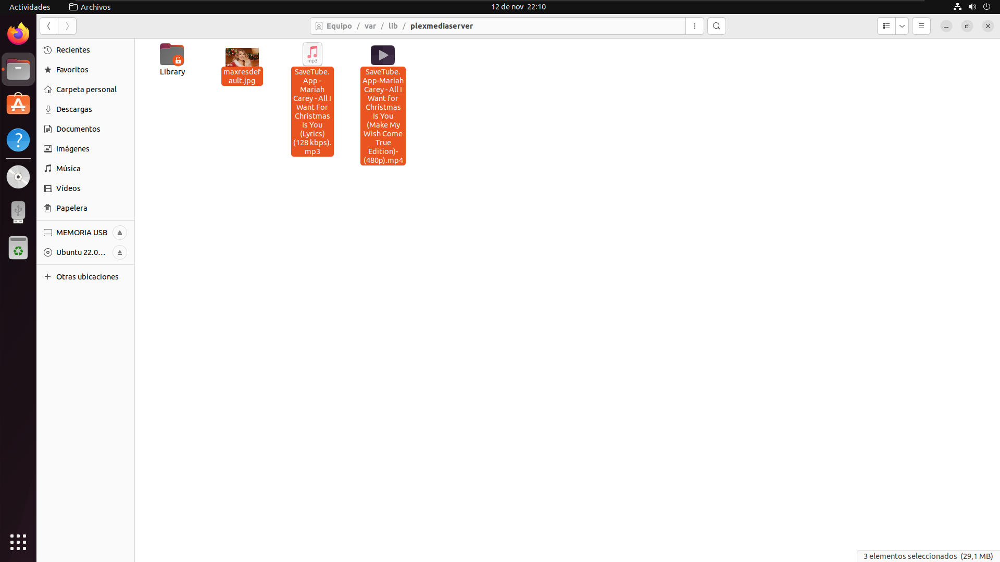 Actividades
Archivos
12 de nov 22:10
Equipo / var / lib / plexmediaserver
Recientes
Favoritos
Carpeta personal
Descargas
Documentos
Imágenes
Música
Vídeos
Papelera
MEMORIA USB
Ubuntu 22.0...
Otras ubicaciones
Library
maxresdef
ault.jpg
mp3
SaveTube.
App -
Mariah
Carey - All I
Want For
Christmas
Is You
(Lyrics)
(128 kbps).
mp3
SaveTube.
App-Mariah
Carey - All I
Want for
Christmas
Is You
(Make My
Wish Come
True
Edition)-
(480p).mp4
3 elementos seleccionados (29,1 MB)